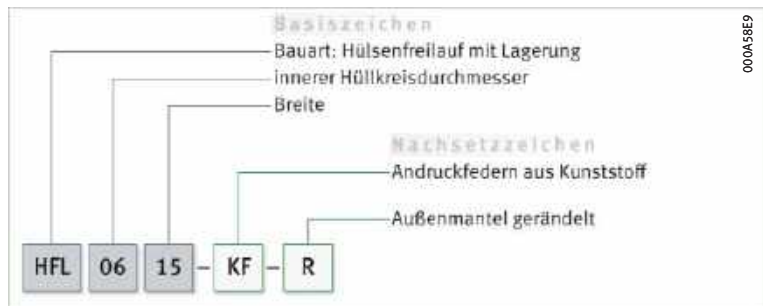 Basiszeichen
Bauart: Hülsenfreilauf mit Lagerung
innerer Hüllkreisdurchmesser
Breite
Nachsetzzeichen
Andruckfedern aus Kunststoff
Außenmantel gerändelt
HFL 06 15 – KF – R
000A58E9